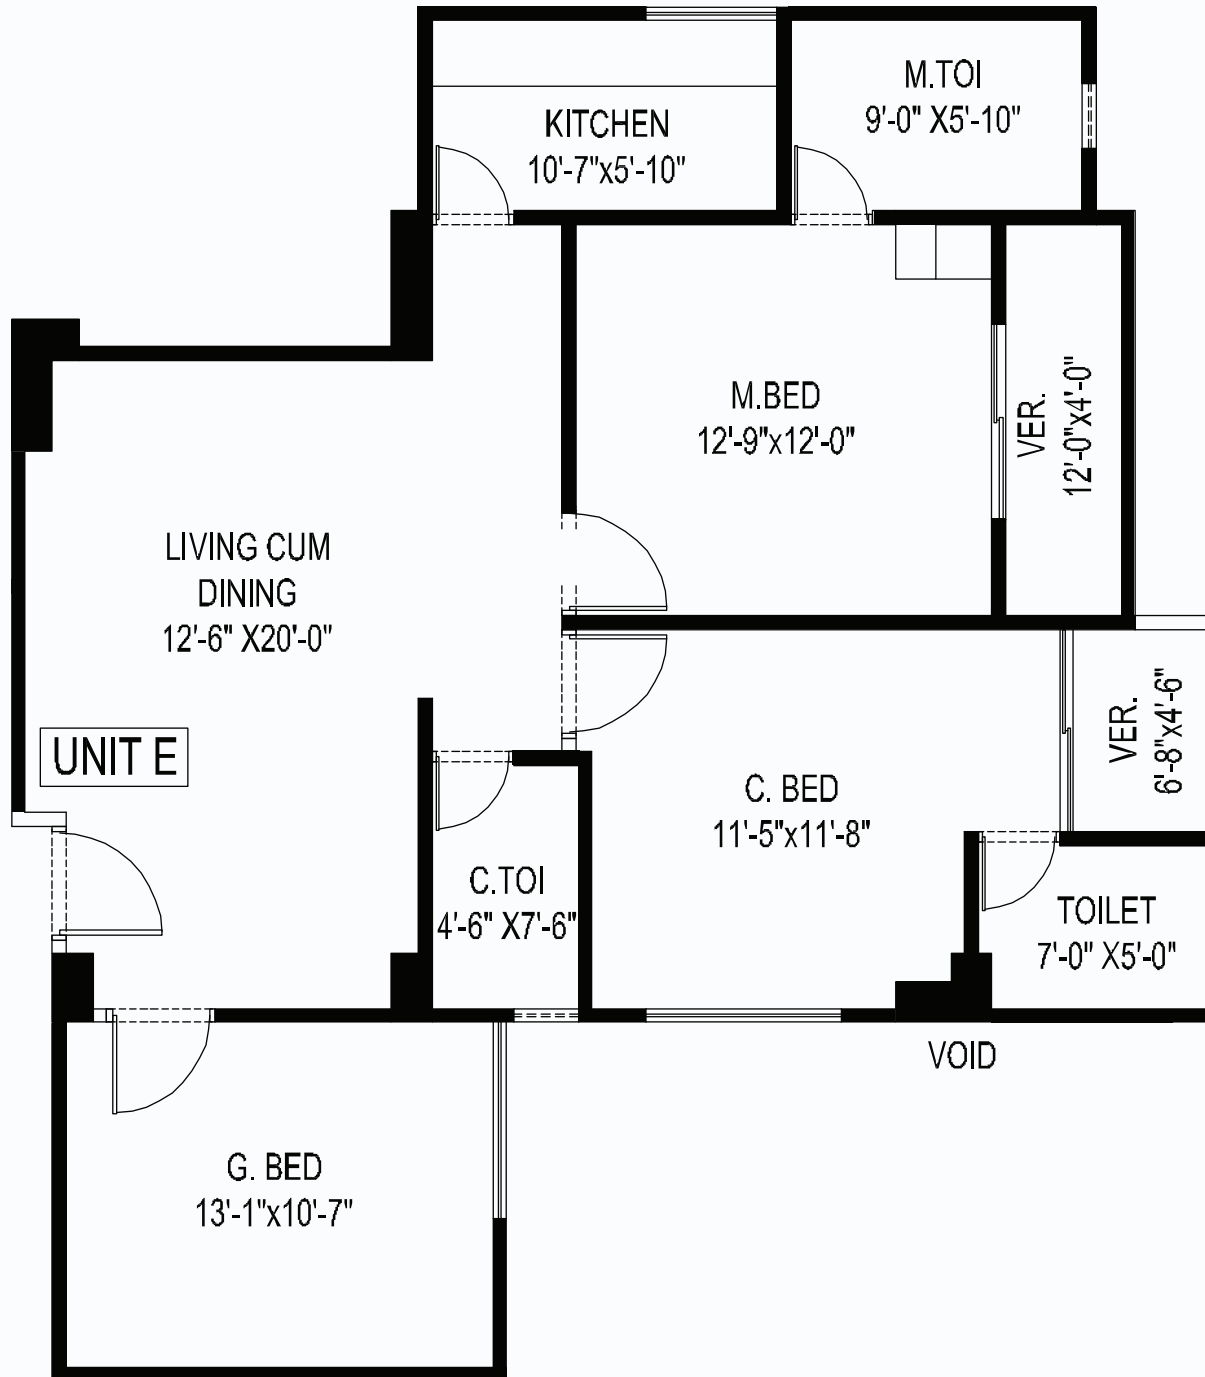 M.TOI
9'-0" X5'-10"
KITCHEN
10'-7"x5'-10"
M.BED
12'-9"x12'-0"
VER.
12'-0"x4'-0"
LIVING CUM
DINING
12'-6" X20'-0"
UNIT E
VER.
6'-8"x4'-6"
C. BED
11'-5"x11'-8"
C.TOI
4'-6" X7'-6"
TOILET
7'-0" X5'-0"
VOID
G. BED
13'-1"x10'-7"